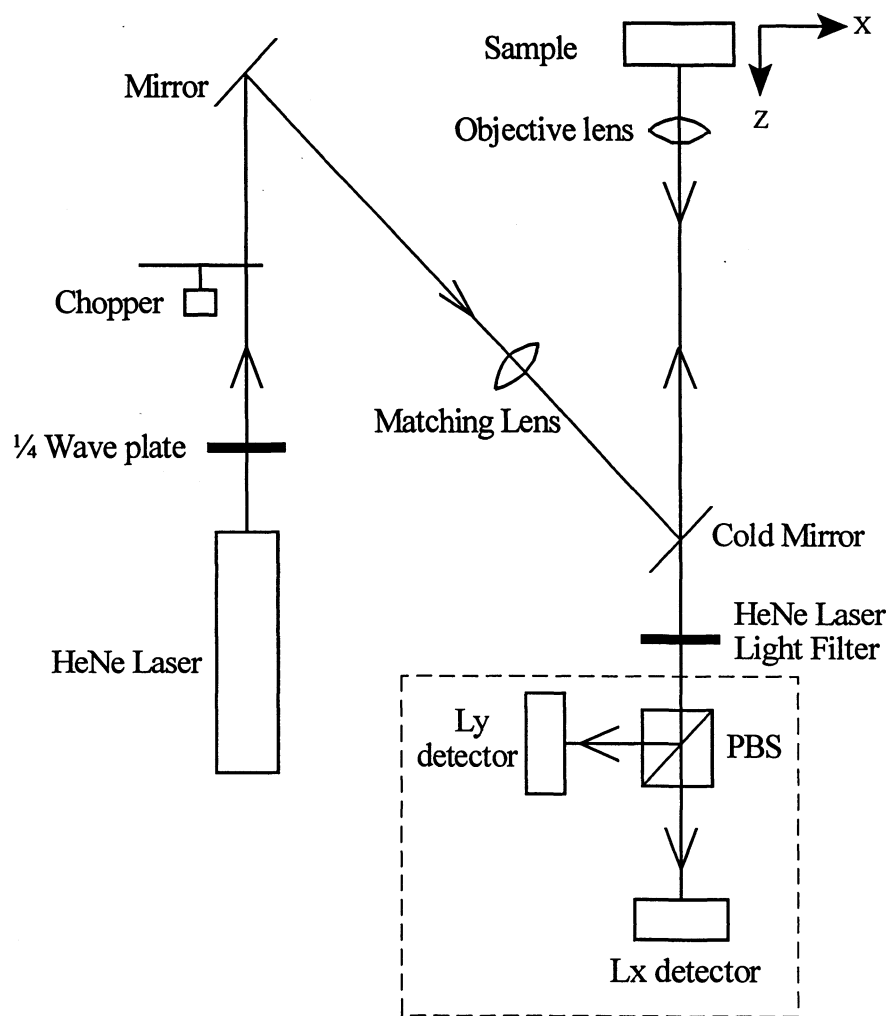 Sample
X
Z
Mirror
Objective lens
Chopper
Matching Lens
¼ Wave plate
Cold Mirror
HeNe Laser
Light Filter
HeNe Laser
Ly
detector
PBS
Lx detector